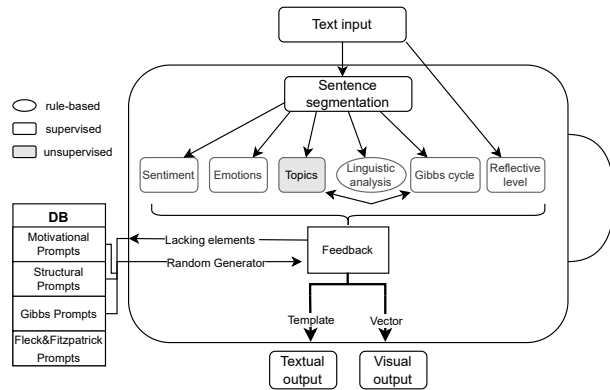 Text input
Sentence
segmentation
rule-based
supervised
unsupervised
Sentiment
Emotions
Topics
Linguistic
analysis
Gibbs cycle
Reflective
level
DB
Motivational
Prompts
Structural
Prompts
Gibbs Prompts
Fleck&Fitzpatrick
Prompts
Lacking elements
Random Generator
Feedback
Template
Vector
Textual
output
Visual
output